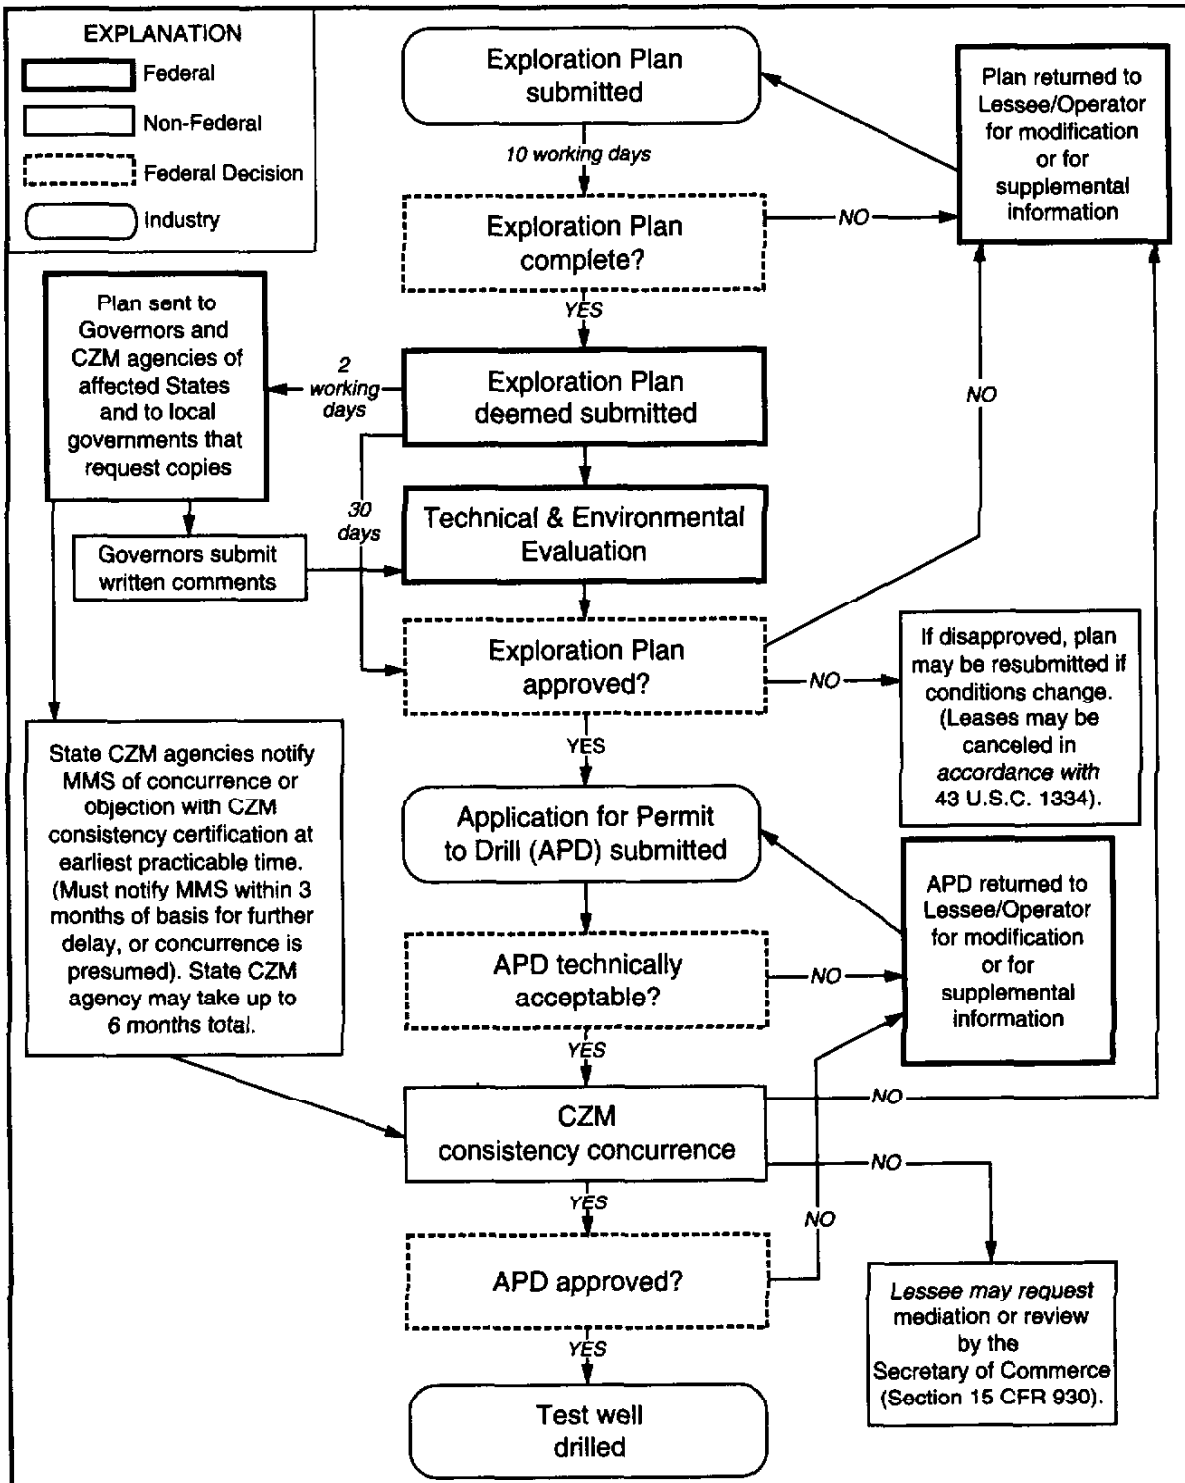 EXPLANATION
Federal
Non-Federal
Federal Decision
Industry
Exploration Plan
submitted
10 working days
Exploration Plan
complete?
NO
Plan returned to
Lessee/Operator
for modification
or for
supplemental
information
YES
Exploration Plan
deemed submitted
2
working
days
Plan sent to
Governors and
CZM agencies of
affected States
and to local
governments that
request copies
30
days
Technical & Environmental
Evaluation
Governors submit
written comments
Exploration Plan
approved?
NO
NO
If disapproved, plan
may be resubmitted if
conditions change.
(Leases may be
canceled in
accordance with
43 U.S.C. 1334).
YES
State CZM agencies notify
MMS of concurrence or
objection with CZM
consistency certification at
earliest practicable time.
(Must notify MMS within 3
months of basis for further
delay, or concurrence is
presumed). State CZM
agency may take up to
6 months total.
Application for Permit
to Drill (APD) submitted
APD technically
acceptable?
NO
APD returned to
Lessee/Operator
for modification
or for
supplemental
information
YES
CZM
consistency concurrence
NO
NO
YES
NO
APD approved?
Lessee may request
mediation or review
by the
Secretary of Commerce
(Section 15 CFR 930).
YES
Test well
drilled